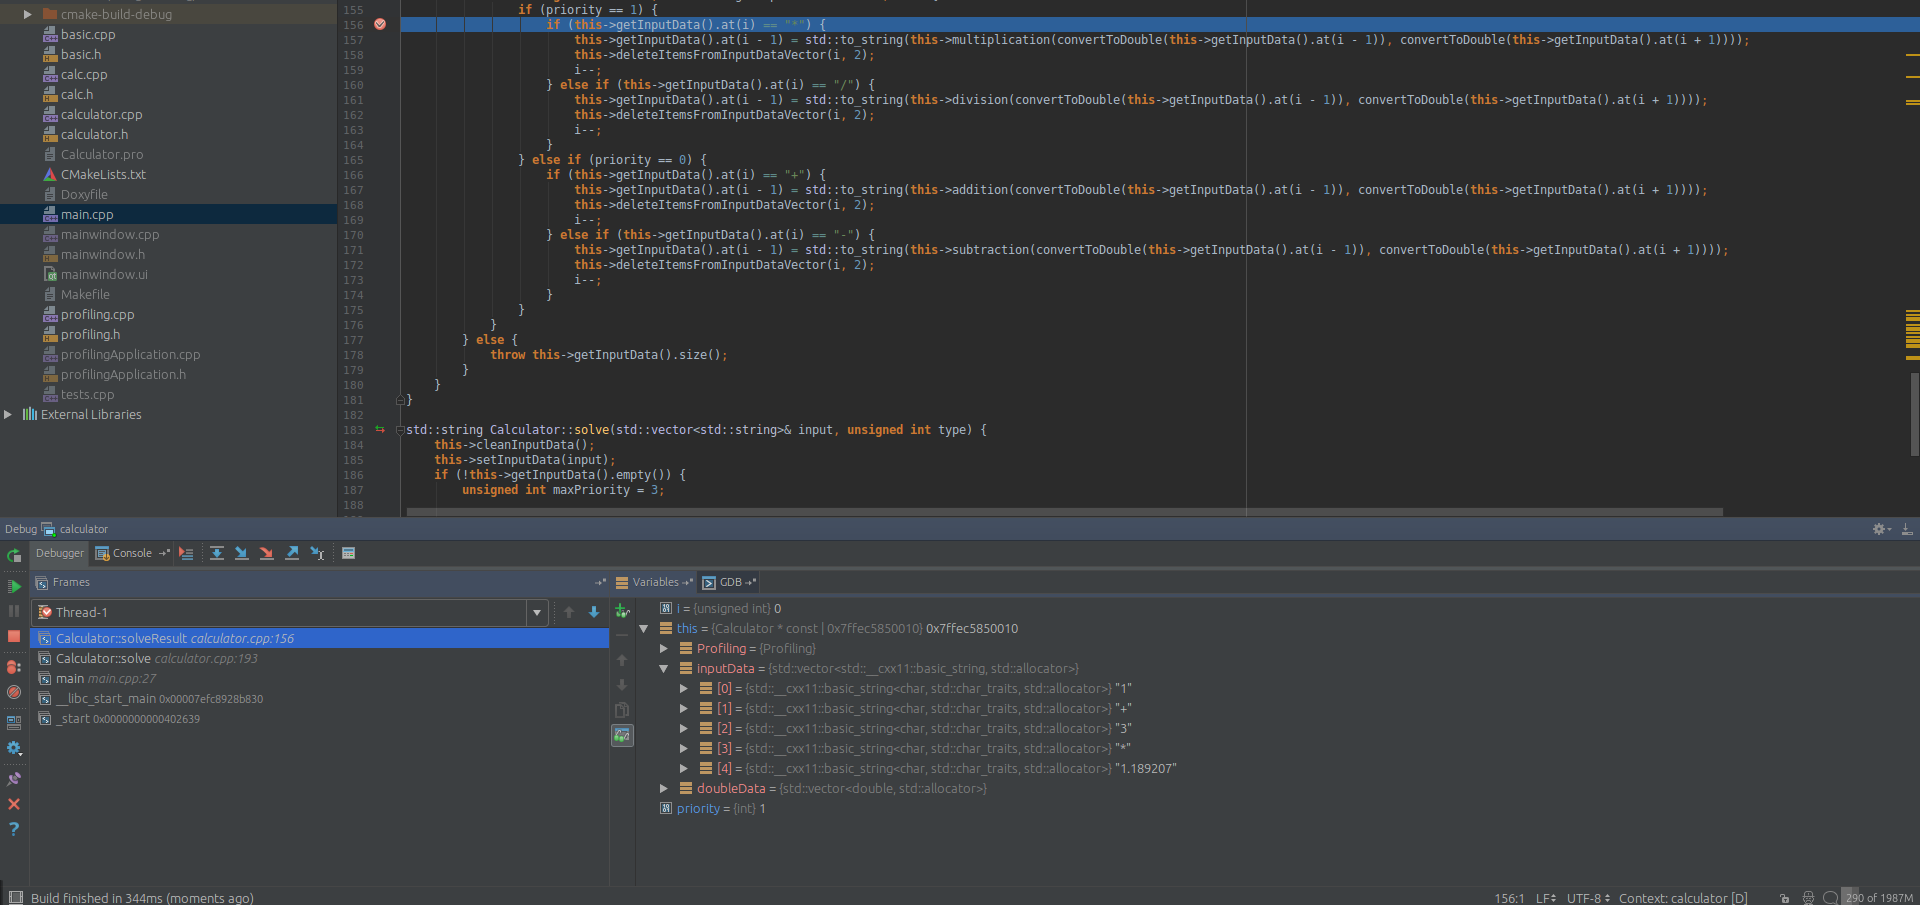 cmake-build-debug
basic.cpp
basic.h
calc.cpp
calc.h
calculator.cpp
calculator.h
Calculator.pro
CMakeLists.txt
Doxyfile
main.cpp
mainwindow.cpp
mainwindow.h
mainwindow.ui
Makefile
profiling.cpp
profiling.h
profilingApplication.cpp
profilingApplication.h
tests.cpp
External Libraries
155 if (priority == 1) {
156 if (this->getInputData().at(i) == "*") {
157 this->getInputData().at(i - 1) = std::to_string(this->multiplication(convertToDouble(this->getInputData().at(i - 1)), convertToDouble(this->getInputData().at(i + 1))));
158 this->deleteItemsFromInputDataVector(i, 2);
159 i--;
160 } else if (this->getInputData().at(i) == "/") {
161 this->getInputData().at(i - 1) = std::to_string(this->division(convertToDouble(this->getInputData().at(i - 1)), convertToDouble(this->getInputData().at(i + 1))));
162 this->deleteItemsFromInputDataVector(i, 2);
163 i--;
164 }
165 } else if (priority == 0) {
166 if (this->getInputData().at(i) == "+") {
167 this->getInputData().at(i - 1) = std::to_string(this->addition(convertToDouble(this->getInputData().at(i - 1)), convertToDouble(this->getInputData().at(i + 1))));
168 this->deleteItemsFromInputDataVector(i, 2);
169 i--;
170 } else if (this->getInputData().at(i) == "-") {
171 this->getInputData().at(i - 1) = std::to_string(this->subtraction(convertToDouble(this->getInputData().at(i - 1)), convertToDouble(this->getInputData().at(i + 1))));
172 this->deleteItemsFromInputDataVector(i, 2);
173 i--;
174 }
175 }
176 }
177 } else {
178 throw this->getInputData().size();
179 }
180 }
181 }
182
183 std::string Calculator::solve(std::vector<std::string>& input, unsigned int type) {
184 this->cleanInputData();
185 this->setInputData(input);
186 if (!this->getInputData().empty()) {
187 unsigned int maxPriority = 3;
188
Debug calculator
Debugger Console
Frames
Thread-1
Calculator::solveResult calculator.cpp:156
Calculator::solve calculator.cpp:193
main main.cpp:27
__libc_start_main 0x00007efc8928b830
_start 0x0000000000402639
Variables GDB
i = {unsigned int} 0
this = {Calculator * const | 0x7ffec5850010} 0x7ffec5850010
Profiling = {Profiling}
inputData = {std::vector<std::__cxx11::basic_string, std::allocator>}
[0] = {std::__cxx11::basic_string<char, std::char_traits, std::allocator>} "1"
[1] = {std::__cxx11::basic_string<char, std::char_traits, std::allocator>} "+"
[2] = {std::__cxx11::basic_string<char, std::char_traits, std::allocator>} "3"
[3] = {std::__cxx11::basic_string<char, std::char_traits, std::allocator>} "*"
[4] = {std::__cxx11::basic_string<char, std::char_traits, std::allocator>} "1.189207"
doubleData = {std::vector<double, std::allocator>}
priority = {int} 1
Build finished in 344ms (moments ago)
156:1 LF UTF-8 Context: calculator [D] 290 of 1987M